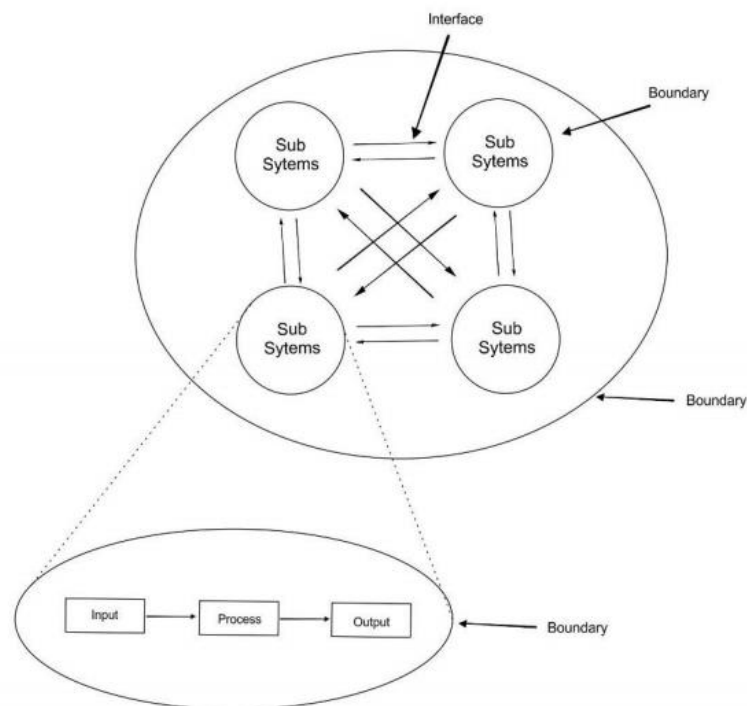 Interface
Boundary
Sub
Sytems
Sub
Sytems
Sub
Sytems
Sub
Sytems
Boundary
Input
Process
Output
Boundary